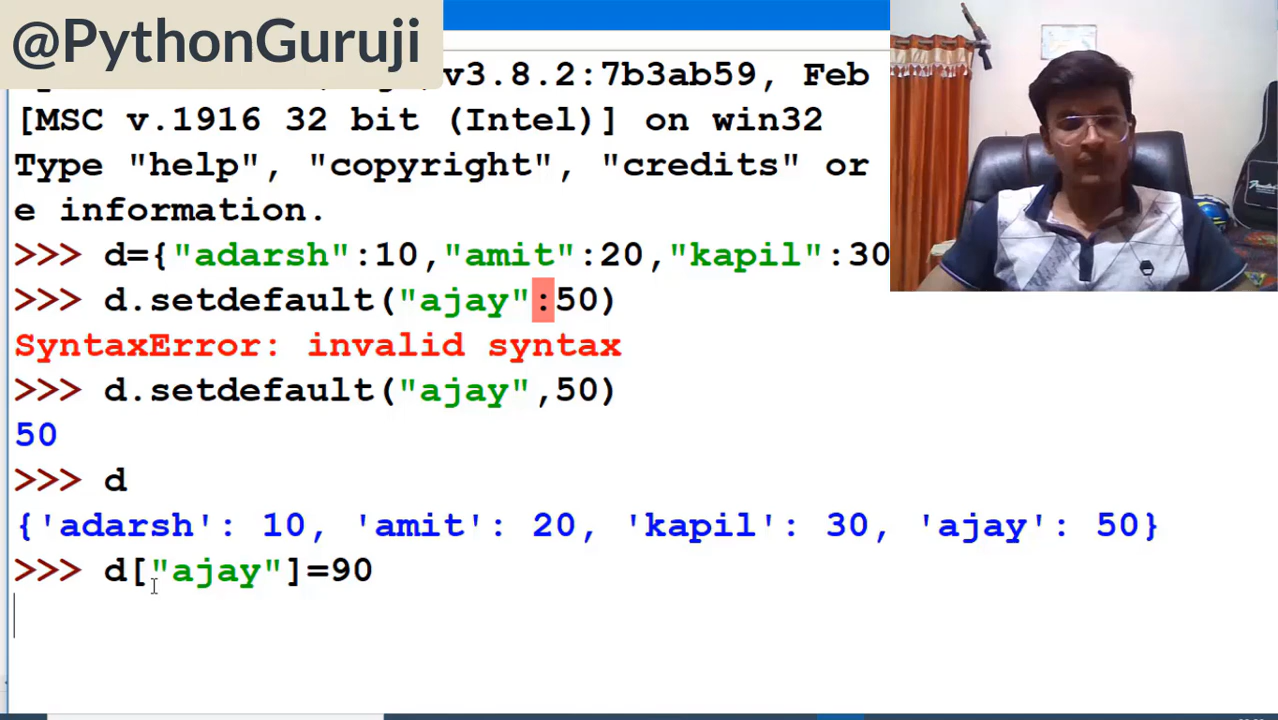 @PythonGuruji
v3.8.2:7b3ab59, Feb
[MSC v.1916 32 bit (Intel)] on win32
Type "help", "copyright", "credits" or
e information.
>>> d={"adarsh":10,"amit":20,"kapil":30
>>> d.setdefault("ajay":50)
SyntaxError: invalid syntax
>>> d.setdefault("ajay",50)
50
>>> d
{'adarsh': 10, 'amit': 20, 'kapil': 30, 'ajay': 50}
>>> d["ajay"]=90